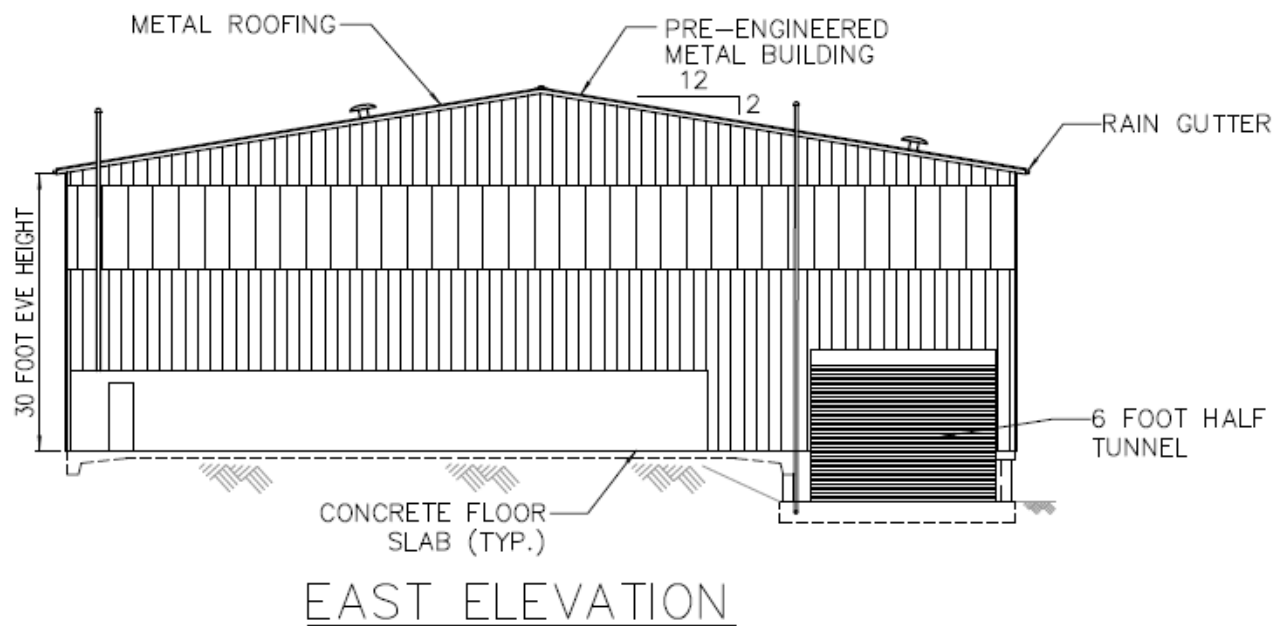 METAL ROOFING
PRE-ENGINEERED
METAL BUILDING
12
2
RAIN GUTTER
30 FOOT EVE HEIGHT
6 FOOT HALF
TUNNEL
CONCRETE FLOOR
SLAB (TYP.)
EAST ELEVATION